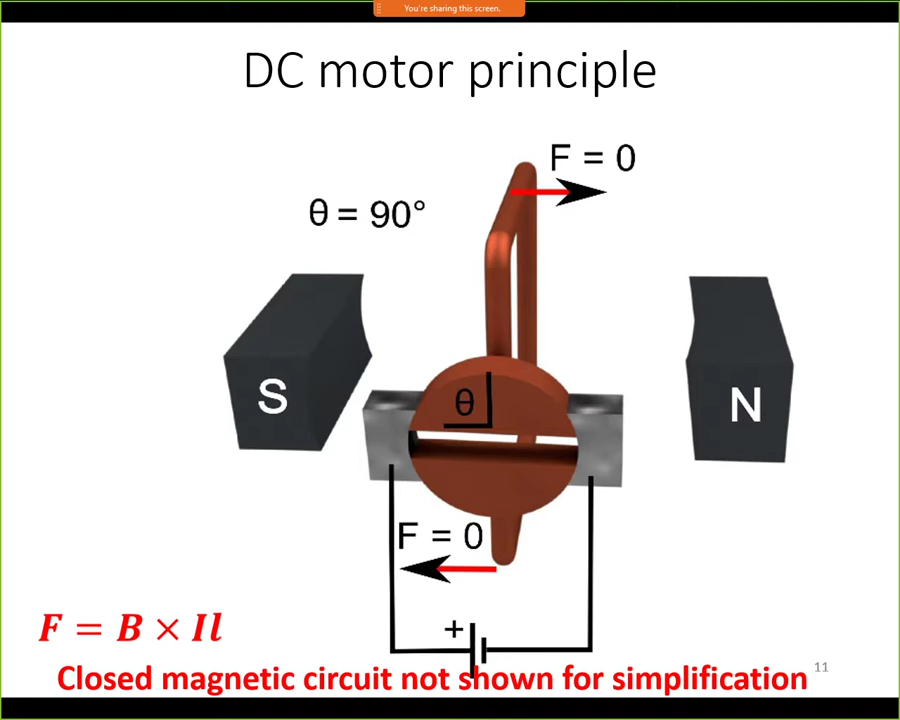 You're sharing this screen.
DC motor principle
F = 0
θ = 90°
S
N
θ
F = 0
+
F = B × Il
Closed magnetic circuit not shown for simplification
11